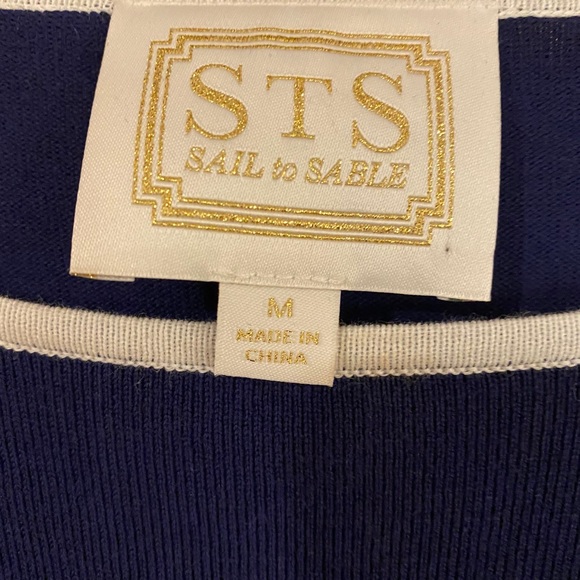 STS
SAIL to SABLE
M
MADE IN
CHINA